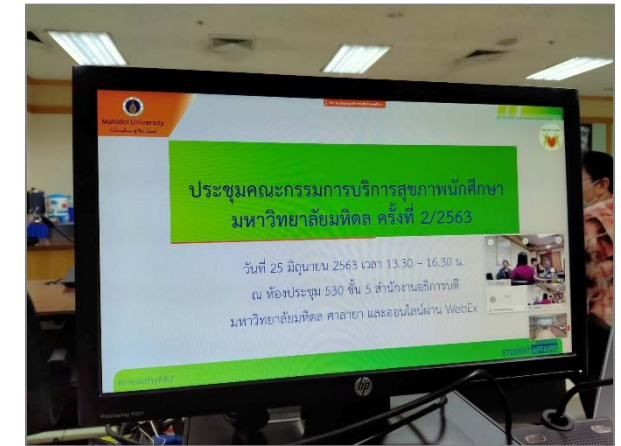 Mahidol University
Wisdom of the Land
ประชุมคณะกรรมการบริการสุขภาพนักศึกษา
มหาวิทยาลัยมหิดล ครั้งที่ 2/2563
วันที่ 25 มิถุนายน 2563 เวลา 13.30 – 16.30 น.
ณ ห้องประชุม 530 ชั้น 5 สำนักงานอธิการบดี
มหาวิทยาลัยมหิดล ศาลายา และออนไลน์ผ่าน WebEx
STUDENT AFFAIRS
#HealthyMU
hp
ProDisplay P201